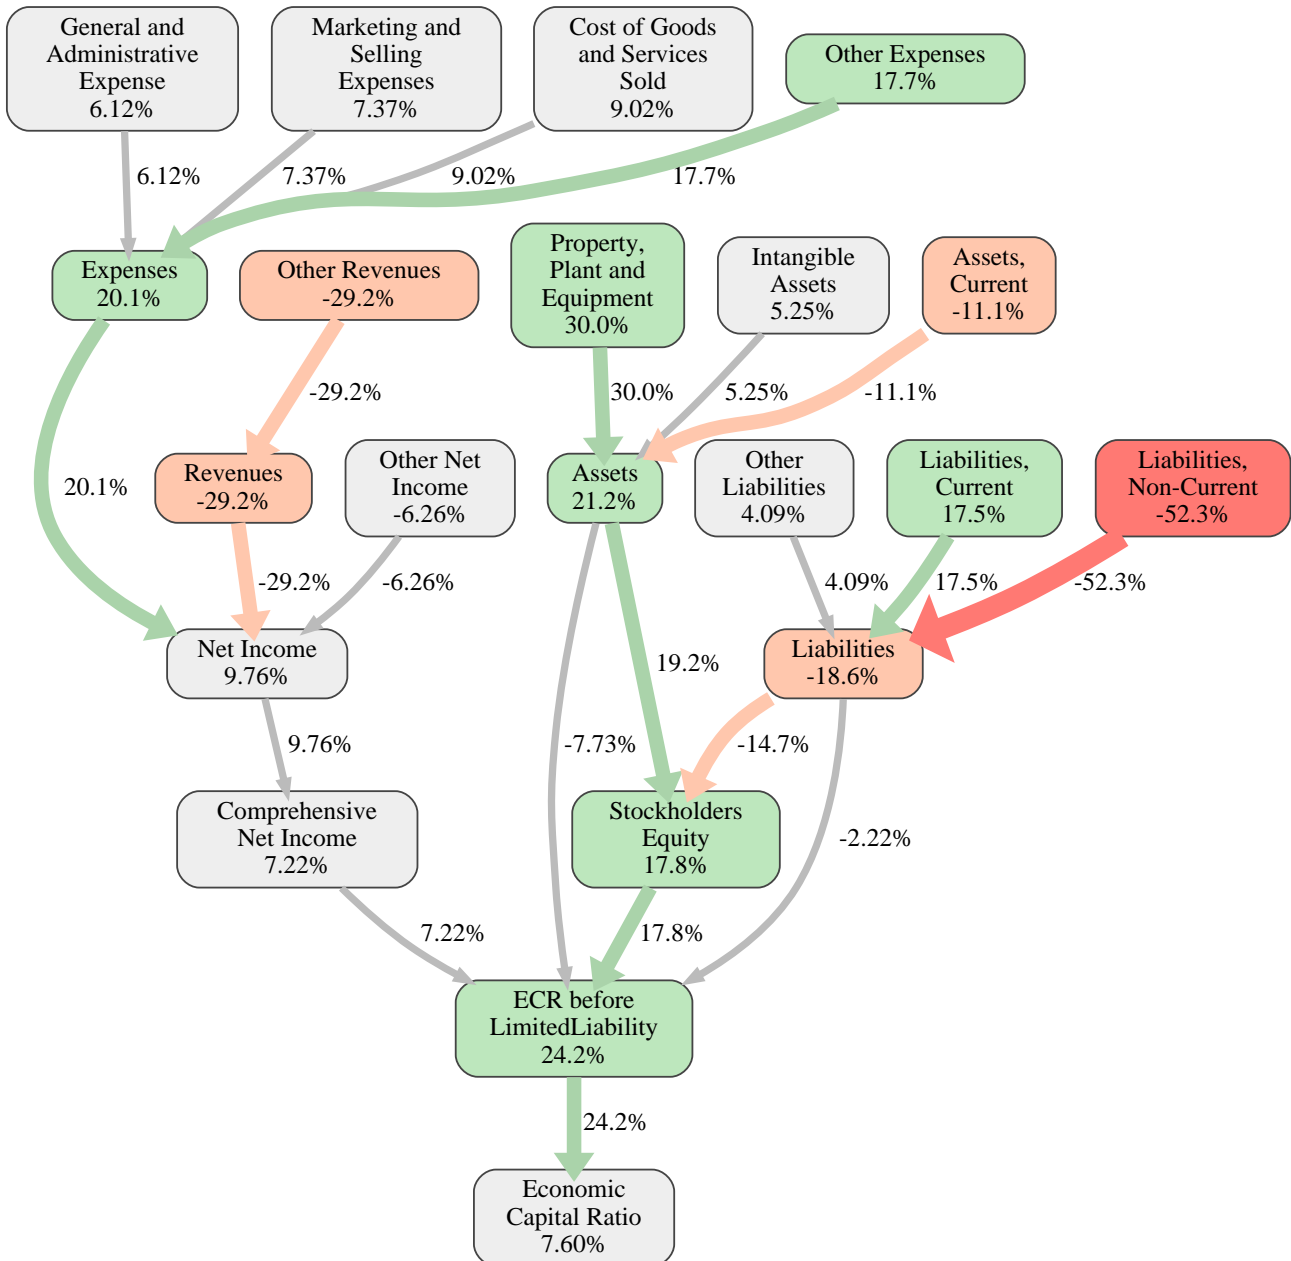 General and
Administrative
Expense
6.12%
Marketing and
Selling
Expenses
7.37%
Cost of Goods
and Services
Sold
9.02%
Other Expenses
17.7%
6.12%
7.37%
9.02%
17.7%
Expenses
20.1%
Other Revenues
-29.2%
Property,
Plant and
Equipment
30.0%
Intangible
Assets
5.25%
Assets,
Current
-11.1%
-29.2%
30.0%
5.25%
-11.1%
20.1%
Revenues
-29.2%
Other Net
Income
-6.26%
Assets
21.2%
Other
Liabilities
4.09%
Liabilities,
Current
17.5%
Liabilities,
Non-Current
-52.3%
-29.2%
-6.26%
4.09%
17.5%
-52.3%
Net Income
9.76%
19.2%
Liabilities
-18.6%
9.76%
-7.73%
-14.7%
Comprehensive
Net Income
7.22%
Stockholders
Equity
17.8%
-2.22%
7.22%
17.8%
ECR before
LimitedLiability
24.2%
24.2%
Economic
Capital Ratio
7.60%